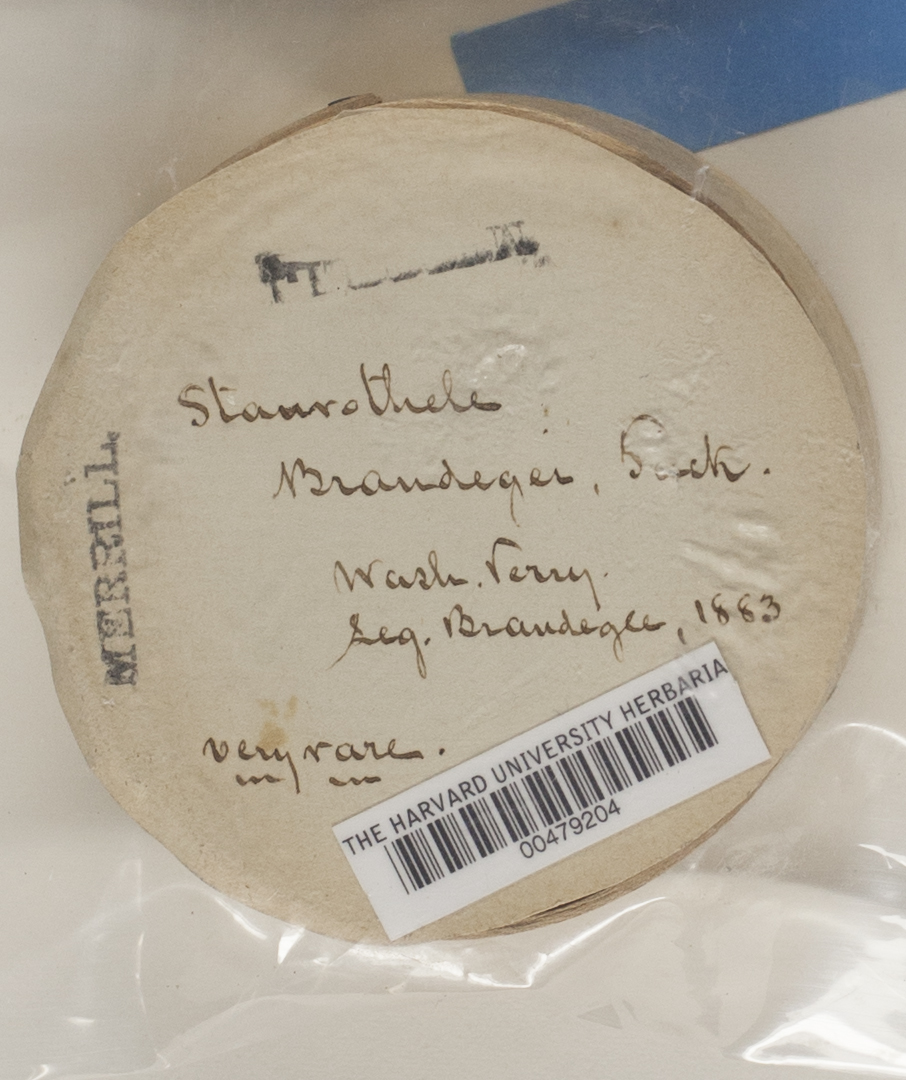 Staurothele
Brandegei, Tuck.
Wash. Terry.
Leg. Brandegee, 1883
very rare.
MERRILL.
THE HARVARD UNIVERSITY HERBARIA
00479204